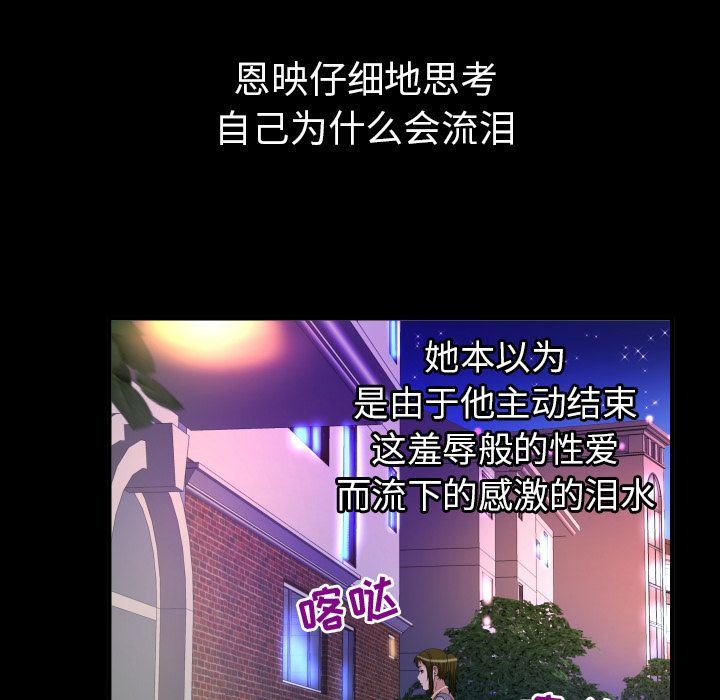 恩映仔细地思考
自己为什么会流泪
她本以为
是由于他主动结束
这羞辱般的性爱
而流下的感激的泪水
喀哒